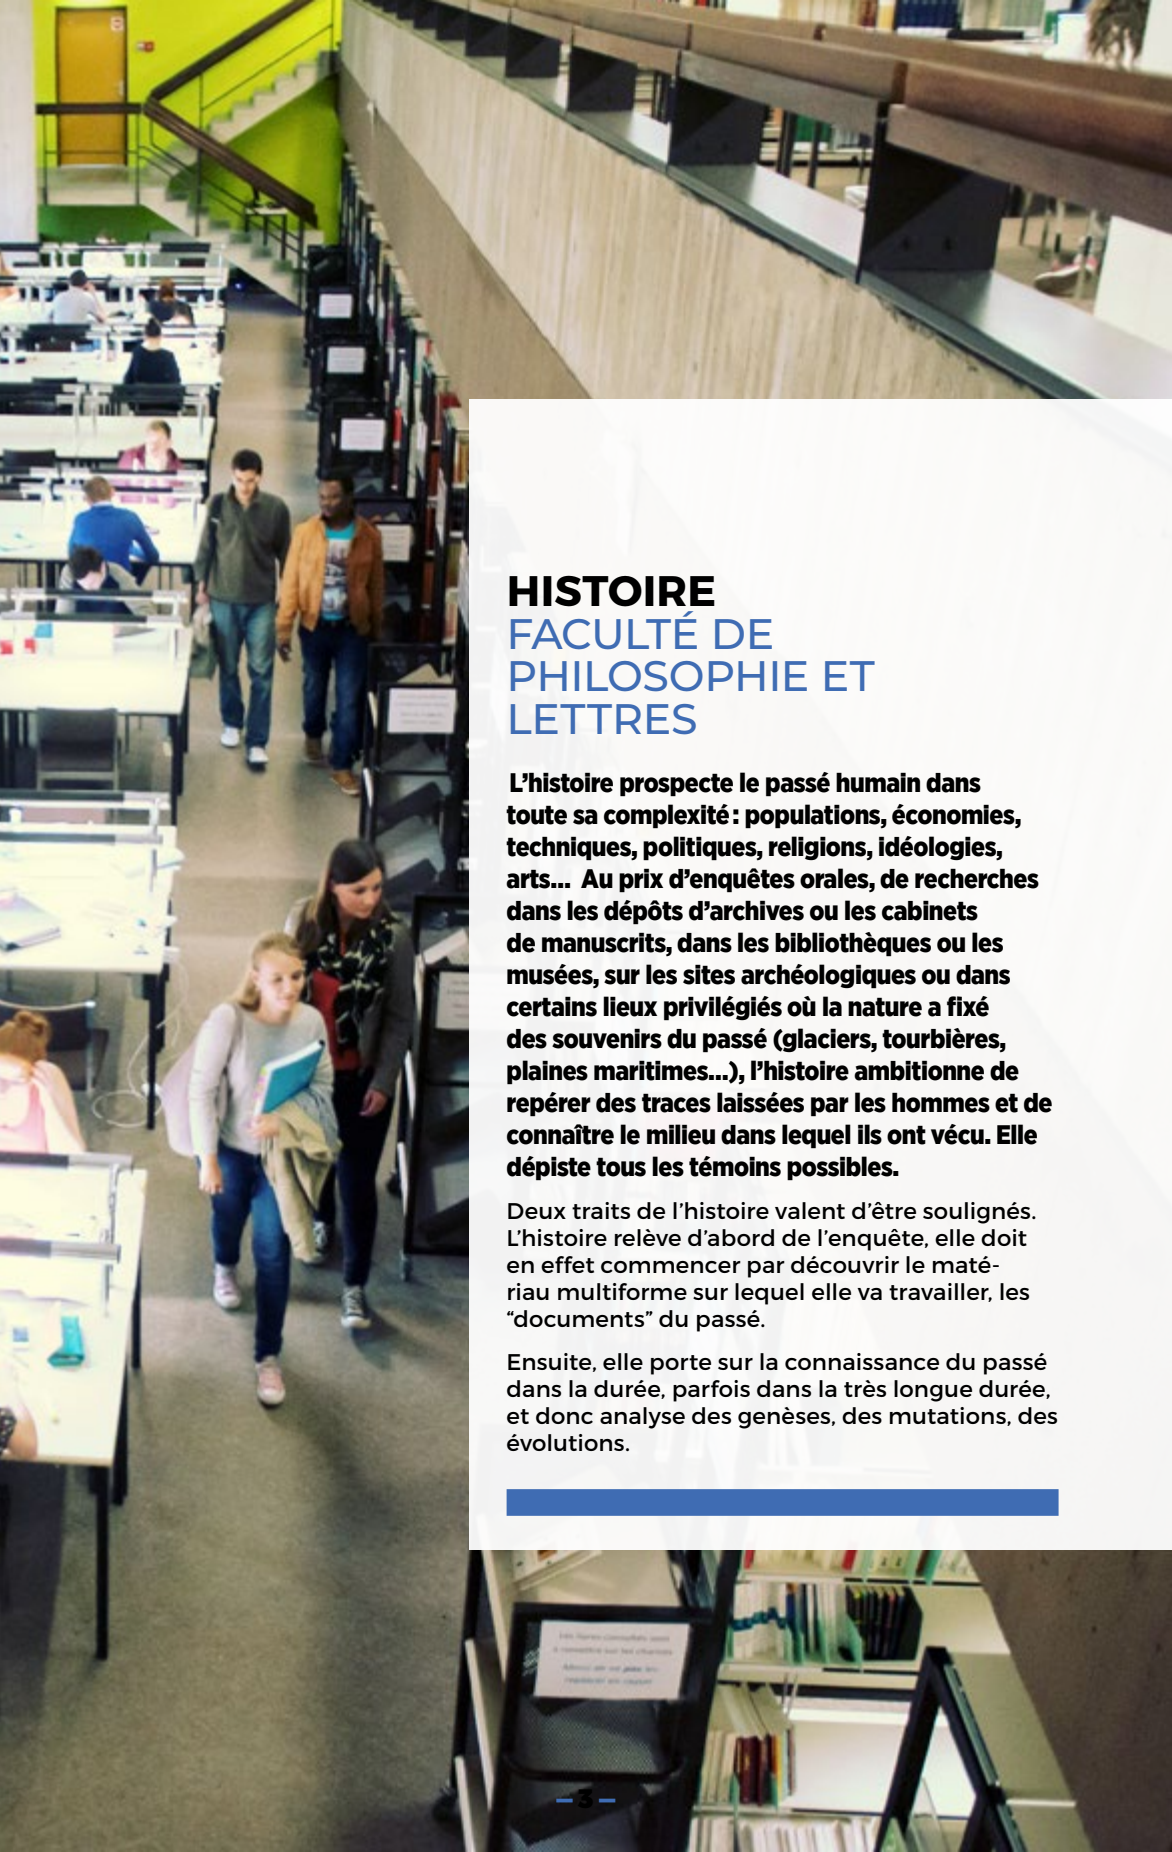 HISTOIRE
FACULTÉ DE
PHILOSOPHIE ET
LETTRES
L’histoire prospecte le passé humain dans
toute sa complexité : populations, économies,
techniques, politiques, religions, idéologies,
arts... Au prix d’enquêtes orales, de recherches
dans les dépôts d’archives ou les cabinets
de manuscrits, dans les bibliothèques ou les
musées, sur les sites archéologiques ou dans
certains lieux privilégiés où la nature a fixé
des souvenirs du passé (glaciers, tourbières,
plaines maritimes...), l’histoire ambitionne de
repérer des traces laissées par les hommes et de
connaître le milieu dans lequel ils ont vécu. Elle
dépiste tous les témoins possibles.
Deux traits de l’histoire valent d’être soulignés.
L’histoire relève d’abord de l’enquête, elle doit
en effet commencer par découvrir le maté-
riau multiforme sur lequel elle va travailler, les
“documents” du passé.
Ensuite, elle porte sur la connaissance du passé
dans la durée, parfois dans la très longue durée,
et donc analyse des genèses, des mutations, des
évolutions.
– 3 –